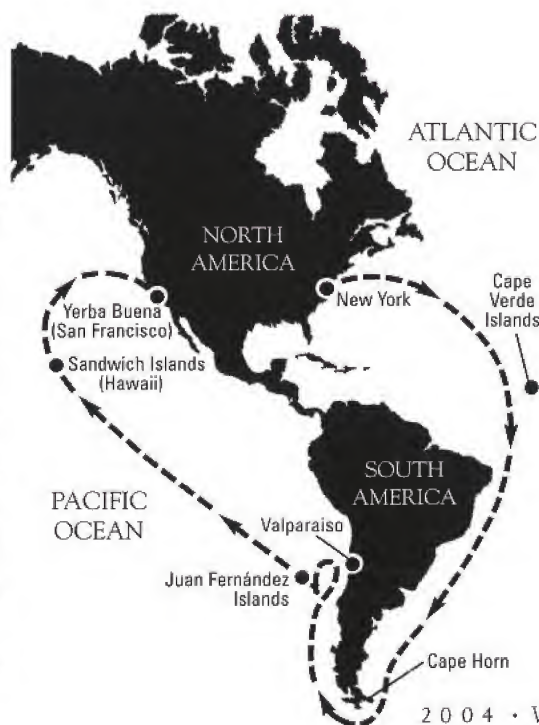 ATLANTIC
OCEAN
NORTH
AMERICA
New York
Cape
Verde
Islands
Yerba Buena
(San Francisco)
Sandwich Islands
(Hawaii)
SOUTH
AMERICA
PACIFIC
OCEAN
Valparaiso
Juan Fernández
Islands
Cape Horn
2004 •